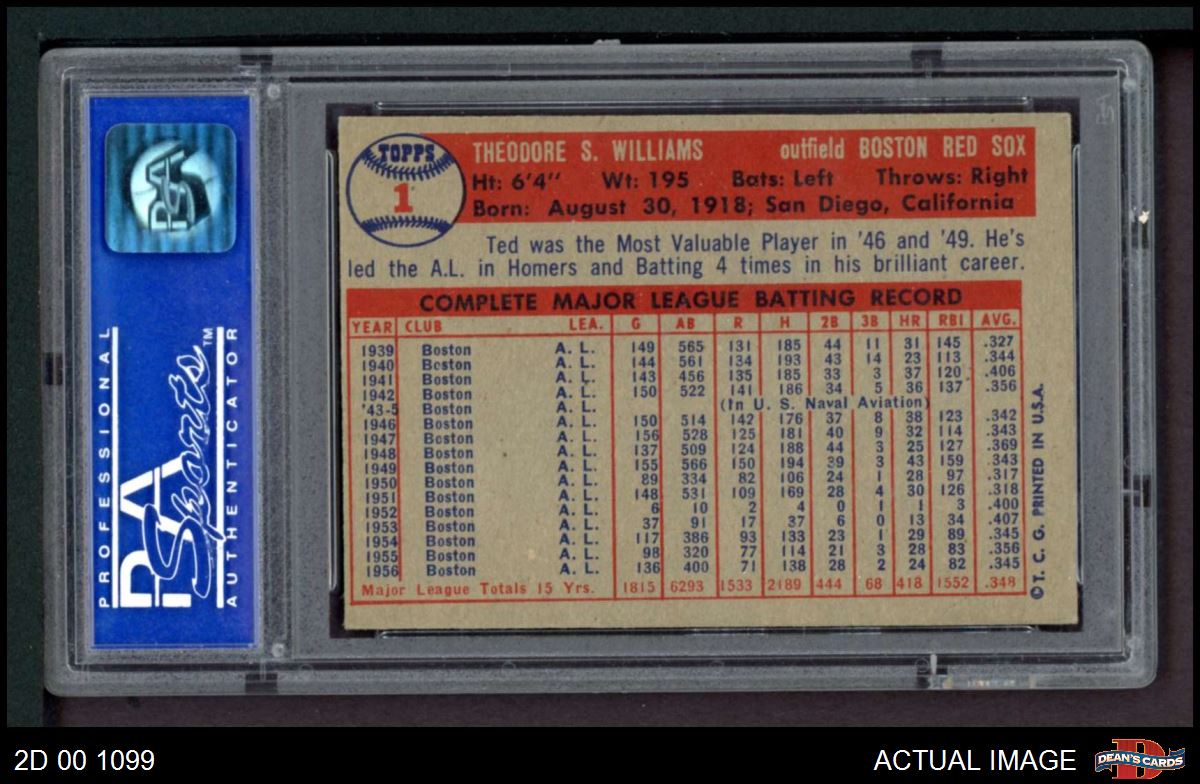 PSA
PROFESSIONAL
PSA Sports™
AUTHENTICATOR
TOPPS
1
THEODORE S. WILLIAMS outfield BOSTON RED SOX
Ht: 6'4" Wt: 195 Bats: Left Throws: Right
Born: August 30, 1918; San Diego, California
Ted was the Most Valuable Player in '46 and '49. He's
led the A.L. in Homers and Batting 4 times in his brilliant career.
COMPLETE MAJOR LEAGUE BATTING RECORD
YEAR CLUB LEA. G AB R H 2B 3B HR RBI AVG.
1939 Boston A. L. 149 565 131 185 44 11 31 145 .327
1940 Boston A. L. 144 561 134 193 43 14 23 113 .344
1941 Boston A. L. 143 456 135 185 33 3 37 120 .406
1942 Boston A. L. 150 522 141 186 34 5 36 137 .356
'43-5 Boston A. L. (In U. S. Naval Aviation)
1946 Boston A. L. 150 514 142 176 37 8 38 123 .342
1947 Boston A. L. 156 528 125 181 40 9 32 114 .343
1948 Boston A. L. 137 509 124 188 44 3 25 127 .369
1949 Boston A. L. 155 566 150 194 39 3 43 159 .343
1950 Boston A. L. 89 334 82 106 24 1 28 97 .317
1951 Boston A. L. 148 531 109 169 28 4 30 126 .318
1952 Boston A. L. 6 10 2 4 0 1 1 3 .400
1953 Boston A. L. 37 91 17 37 6 0 13 34 .407
1954 Boston A. L. 117 386 93 133 23 1 29 89 .345
1955 Boston A. L. 98 320 77 114 21 3 28 83 .356
1956 Boston A. L. 136 400 71 138 28 2 24 82 .345
Major League Totals 15 Yrs. 1815 6293 1533 2189 444 68 418 1552 .348
© T. C. G. PRINTED IN U.S.A.
2D 00 1099
ACTUAL IMAGE
D
DEAN'S CARDS